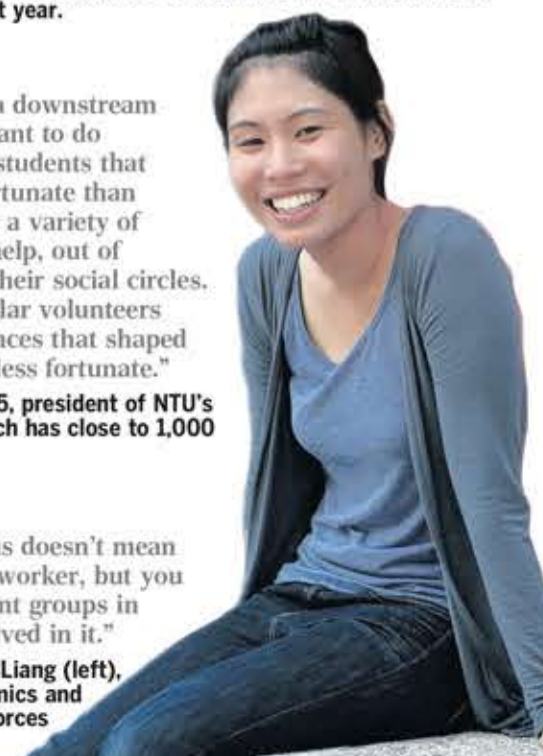 t year.
downstream
ant to do
students that
rtunate than
a variety of
elp, out of
heir social circles.
lar volunteers
nces that shaped
less fortunate.”
5, president of NTU’s
ch has close to 1,000
s doesn’t mean
worker, but you
nt groups in
ved in it.”
Liang (left),
nics and
orces